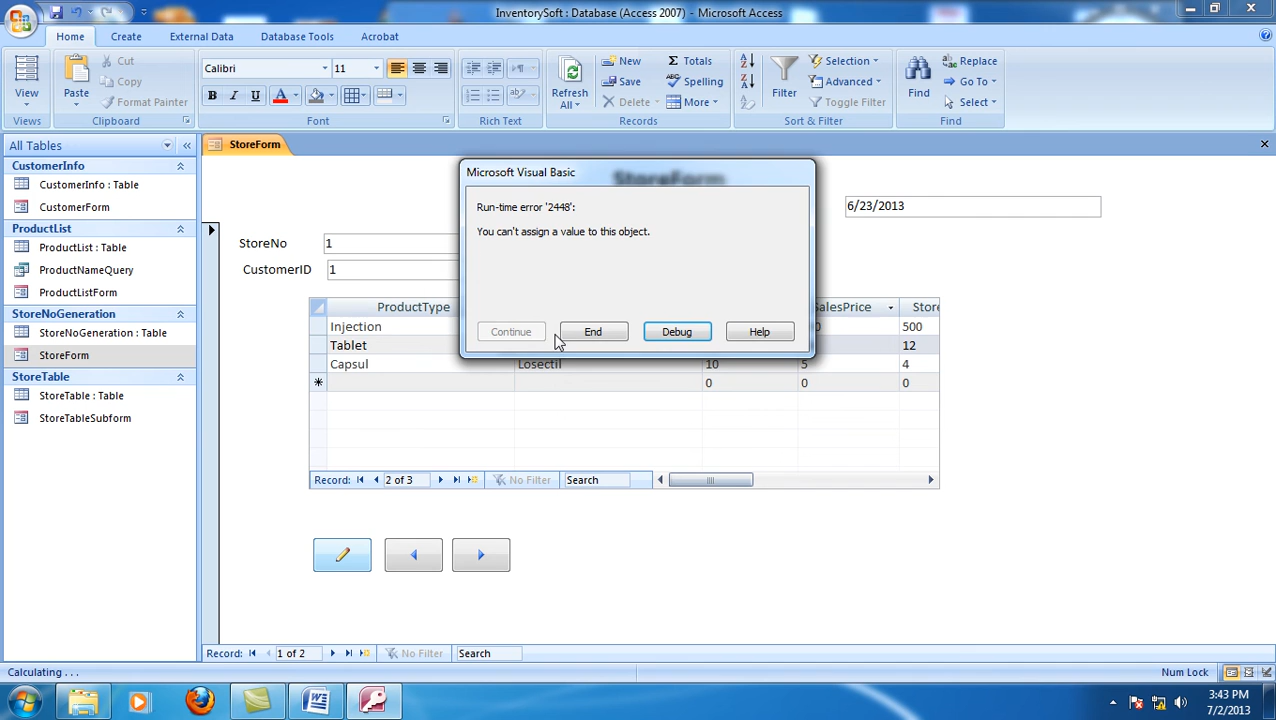 InventorySoft : Database (Access 2007) - Microsoft Access
Home Create External Data Database Tools Acrobat
View
Views
Paste
Cut
Copy
Format Painter
Clipboard
Calibri 11
B I U A
Font
Rich Text
Refresh
All
New
Save
Delete
Totals
Spelling
More
Records
Filter
Selection
Advanced
Toggle Filter
Sort & Filter
Find
Replace
Go To
Select
Find
All Tables
CustomerInfo
CustomerInfo : Table
CustomerForm
ProductList
ProductList : Table
ProductNameQuery
ProductListForm
StoreNoGeneration
StoreNoGeneration : Table
StoreForm
StoreTable
StoreTable : Table
StoreTableSubform
StoreForm
StoreForm
6/23/2013
StoreNo 1
CustomerID 1
Microsoft Visual Basic
Run-time error '2448':
You can't assign a value to this object.
Continue End Debug Help
ProductType SalesPrice Store
Injection 0 500
Tablet 12
Capsul Losectil 10 5 4
0 0 0
Record: 2 of 3 No Filter Search
Record: 1 of 2 No Filter Search
Calculating . . .
Num Lock
3:43 PM
7/2/2013